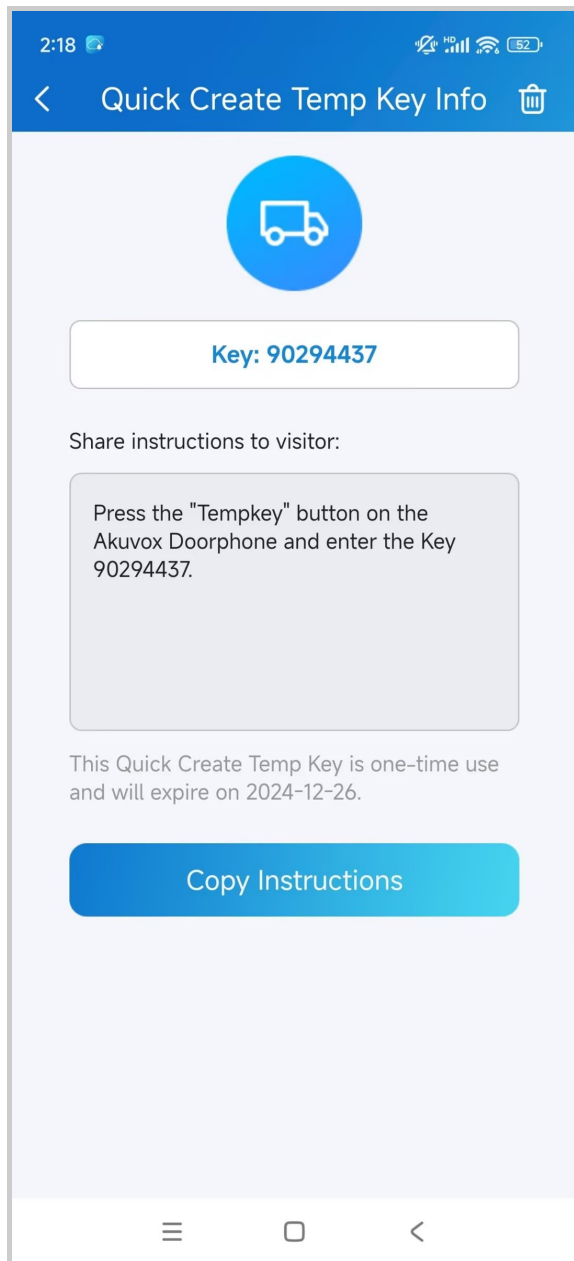 2:18
HD
52
Quick Create Temp Key Info
Key: 90294437
Share instructions to visitor:
Press the "Tempkey" button on the
Akuvox Doorphone and enter the Key
90294437.
This Quick Create Temp Key is one-time use
and will expire on 2024-12-26.
Copy Instructions